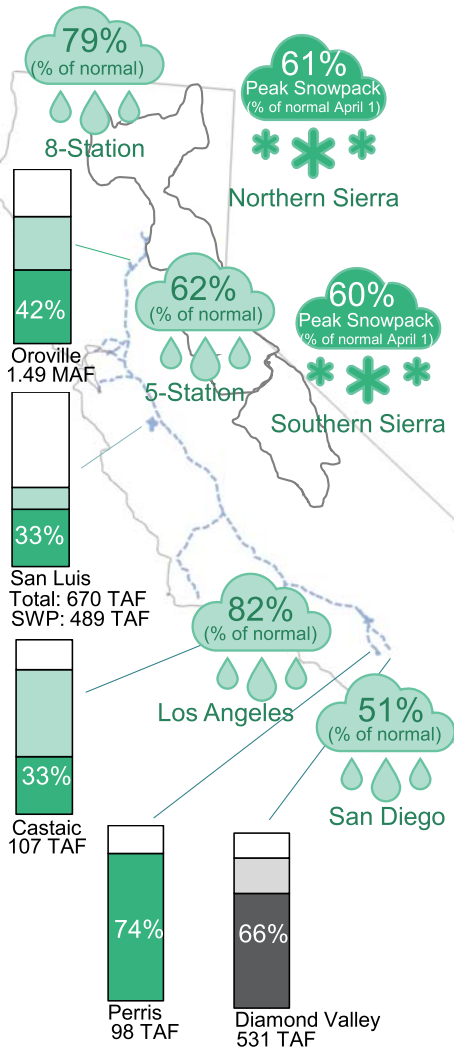 79%
(% of normal)
8-Station
61%
Peak Snowpack
(% of normal April 1)
Northern Sierra
42%
Oroville
1.49 MAF
62%
(% of normal)
5-Station
60%
Peak Snowpack
(% of normal April 1)
Southern Sierra
33%
San Luis
Total: 670 TAF
SWP: 489 TAF
82%
(% of normal)
Los Angeles
33%
Castaic
107 TAF
51%
(% of normal)
San Diego
74%
Perris
98 TAF
66%
Diamond Valley
531 TAF